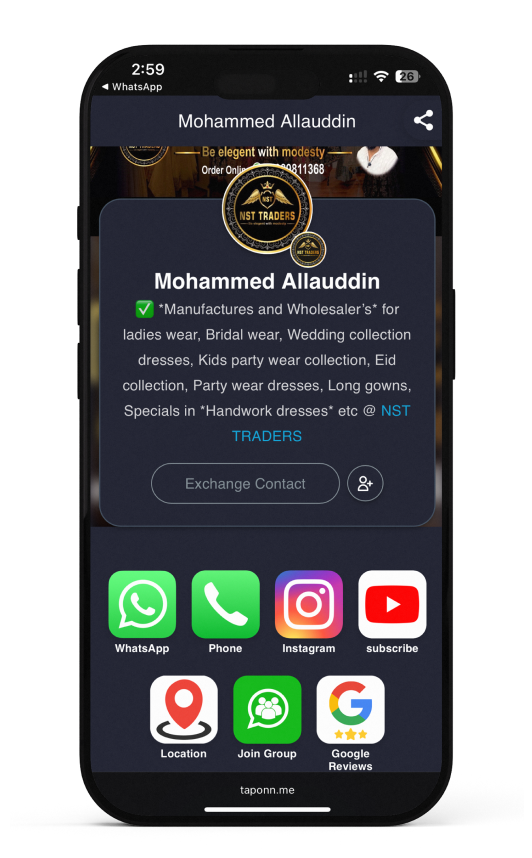 2:59
26
◀ WhatsApp
Mohammed Allauddin
Be elegent with modesty
NST
NST TRADERS
Mohammed Allauddin
✅ *Manufactures and Wholesaler's* for
ladies wear, Bridal wear, Wedding collection
dresses, Kids party wear collection, Eid
collection, Party wear dresses, Long gowns,
Specials in *Handwork dresses* etc @ NST
TRADERS
Exchange Contact
WhatsApp
Phone
Instagram
subscribe
Location
Join Group
Google
Reviews
taponn.me